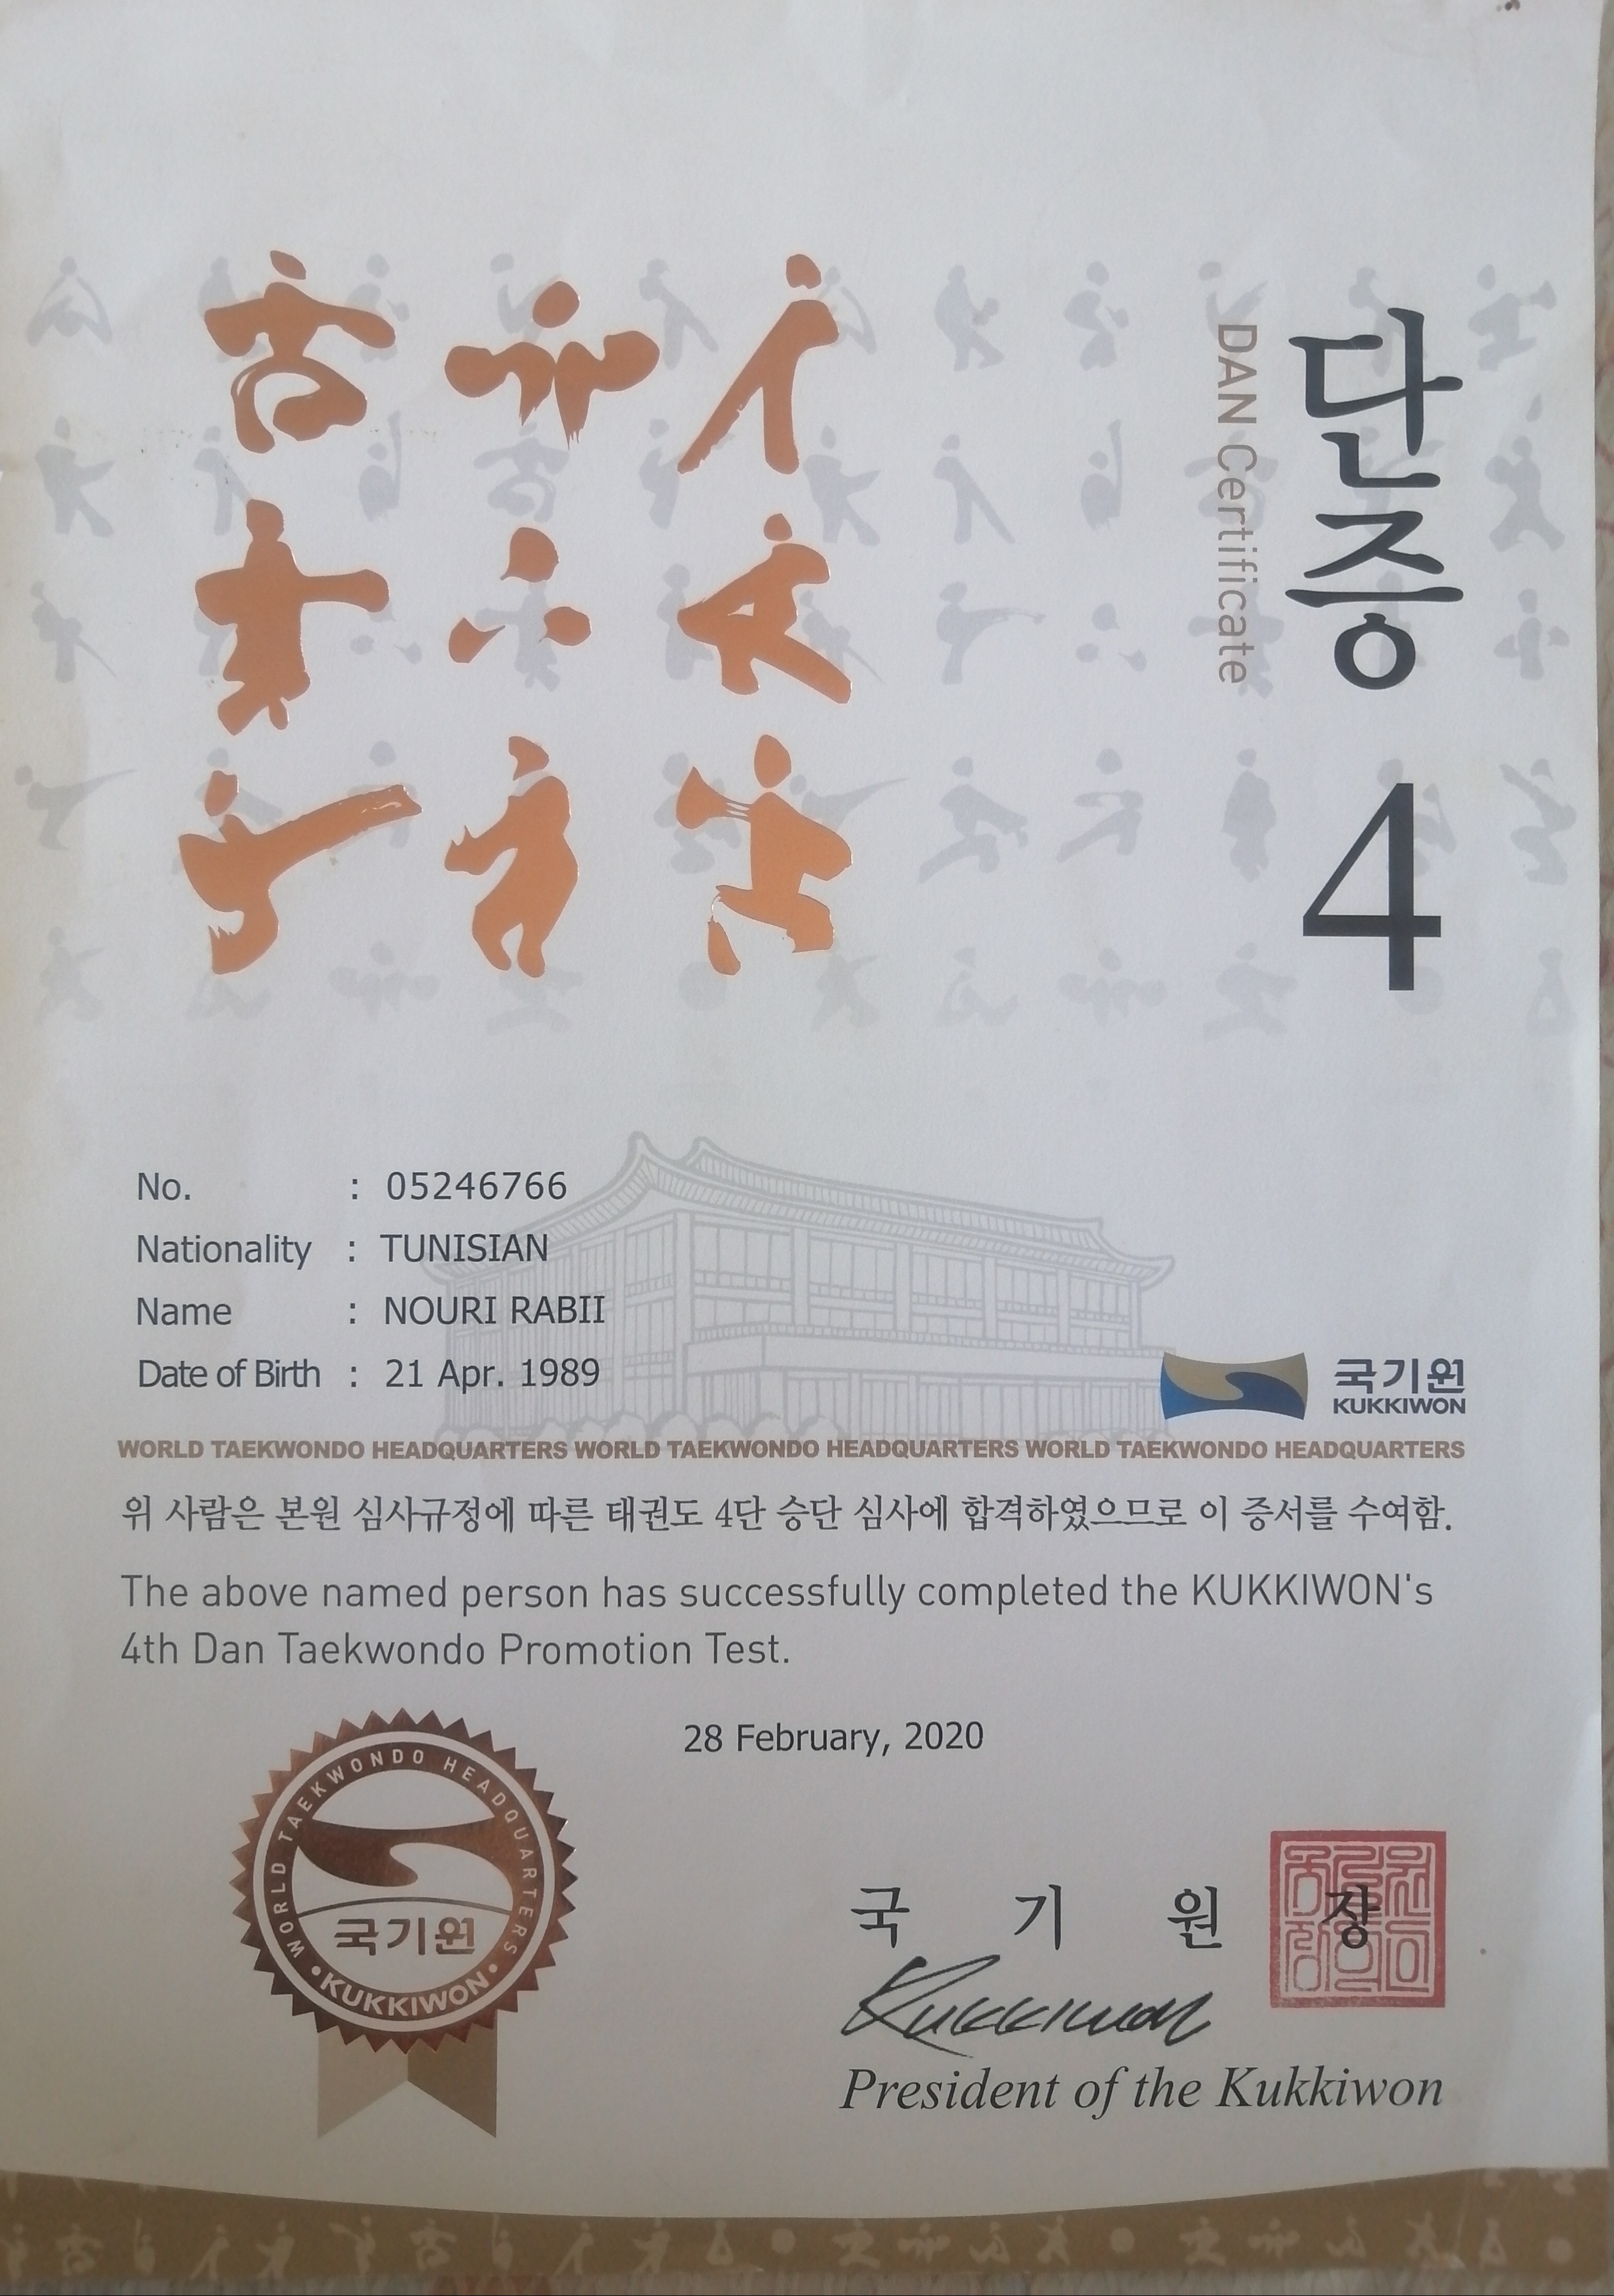 단증 4
DAN Certificate
No. : 05246766
Nationality : TUNISIAN
Name : NOURI RABII
Date of Birth : 21 Apr. 1989
국기원
KUKKIWON
WORLD TAEKWONDO HEADQUARTERS WORLD TAEKWONDO HEADQUARTERS WORLD TAEKWONDO HEADQUARTERS
위 사람은 본원 심사규정에 따른 태권도 4단 승단 심사에 합격하였으므로 이 증서를 수여함.
The above named person has successfully completed the KUKKIWON's
4th Dan Taekwondo Promotion Test.
28 February, 2020
WORLD TAEKWONDO HEADQUARTERS
국기원
• KUKKIWON •
국 기 원 장
Kukkiwon
President of the Kukkiwon